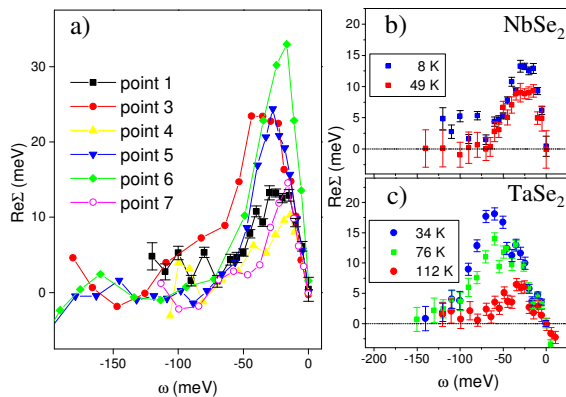 a)
point 1
point 3
point 4
point 5
point 6
point 7
ReΣ (meV)
30
20
10
0
-150 -100 -50 0
ω (meV)
b) NbSe2
8 K
49 K
ReΣ (meV)
20
15
10
5
0
c) TaSe2
34 K
76 K
112 K
ReΣ (meV)
20
15
10
5
0
-200 -150 -100 -50 0
ω (meV)